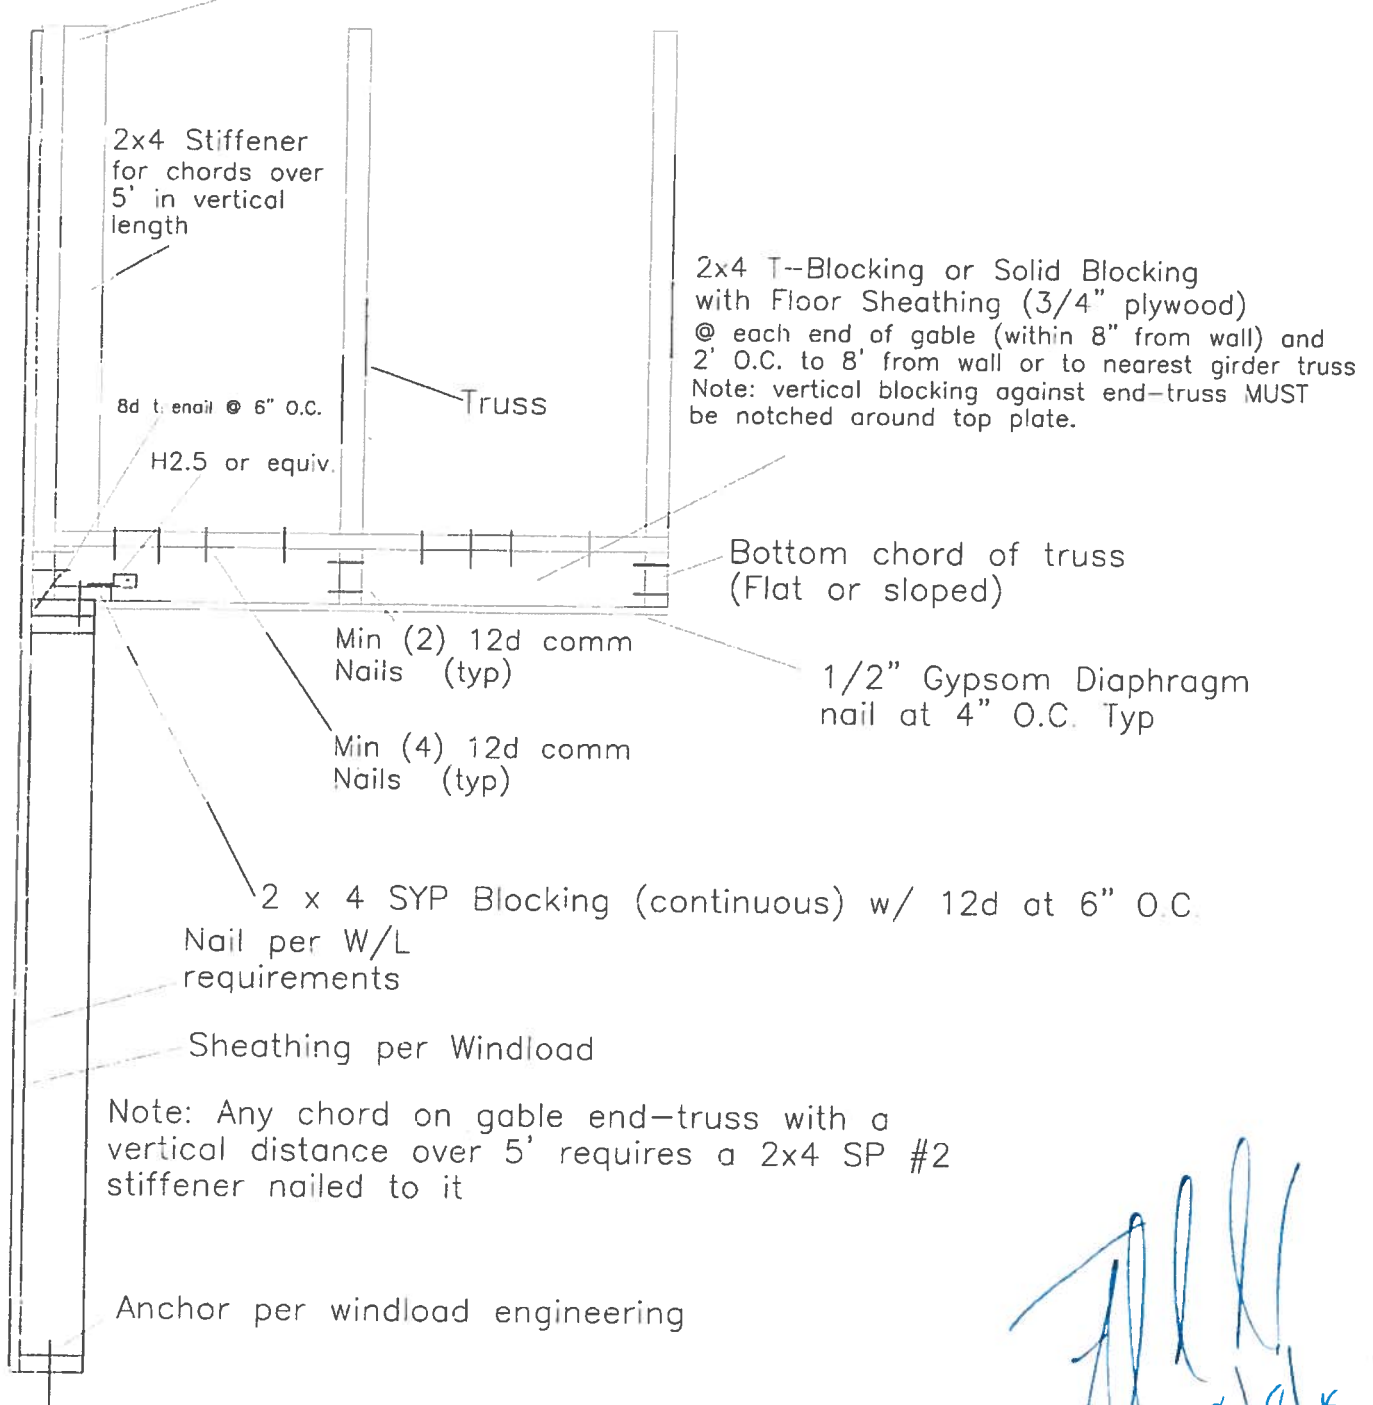 2x4 Stiffener
for chords over
5' in vertical
length
2x4 T--Blocking or Solid Blocking
with Floor Sheathing (3/4" plywood)
@ each end of gable (within 8" from wall) and
2' O.C. to 8' from wall or to nearest girder truss
Note: vertical blocking against end-truss MUST
be notched around top plate.
Truss
8d t enail @ 6" O.C.
H2.5 or equiv.
Bottom chord of truss
(Flat or sloped)
Min (2) 12d comm
Nails (typ)
1/2" Gypsom Diaphragm
nail at 4" O.C. Typ
Min (4) 12d comm
Nails (typ)
2 x 4 SYP Blocking (continuous) w/ 12d at 6" O.C.
Nail per W/L
requirements
Sheathing per Windload
Note: Any chord on gable end-truss with a
vertical distance over 5' requires a 2x4 SP #2
stiffener nailed to it
Anchor per windload engineering